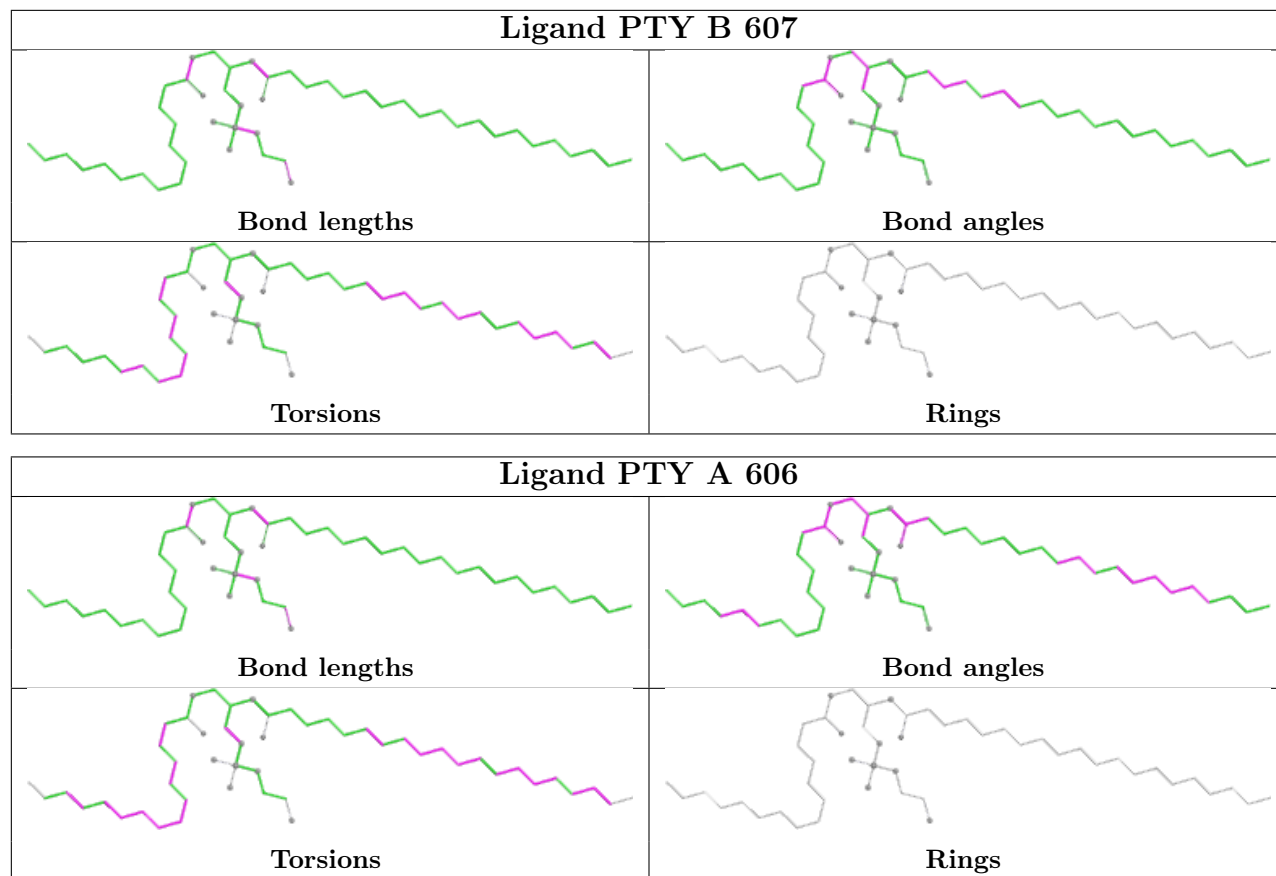 Ligand PTY B 607
Bond lengths
Bond angles
Torsions
Rings
Ligand PTY A 606
Bond lengths
Bond angles
Torsions
Rings